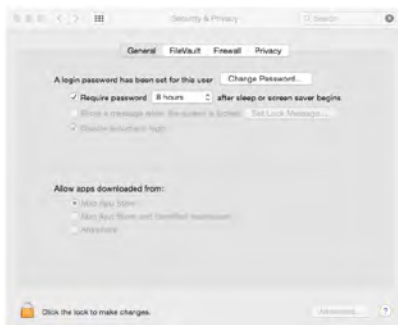 Security & Privacy
Search
General FileVault Firewall Privacy
A login password has been set for this user Change Password...
Require password 8 hours after sleep or screen saver begins
Show a message when the screen is locked Set Lock Message...
Disable automatic login
Allow apps downloaded from:
Mac App Store
Mac App Store and identified developers
Anywhere
Click the lock to make changes.
Advanced...
?